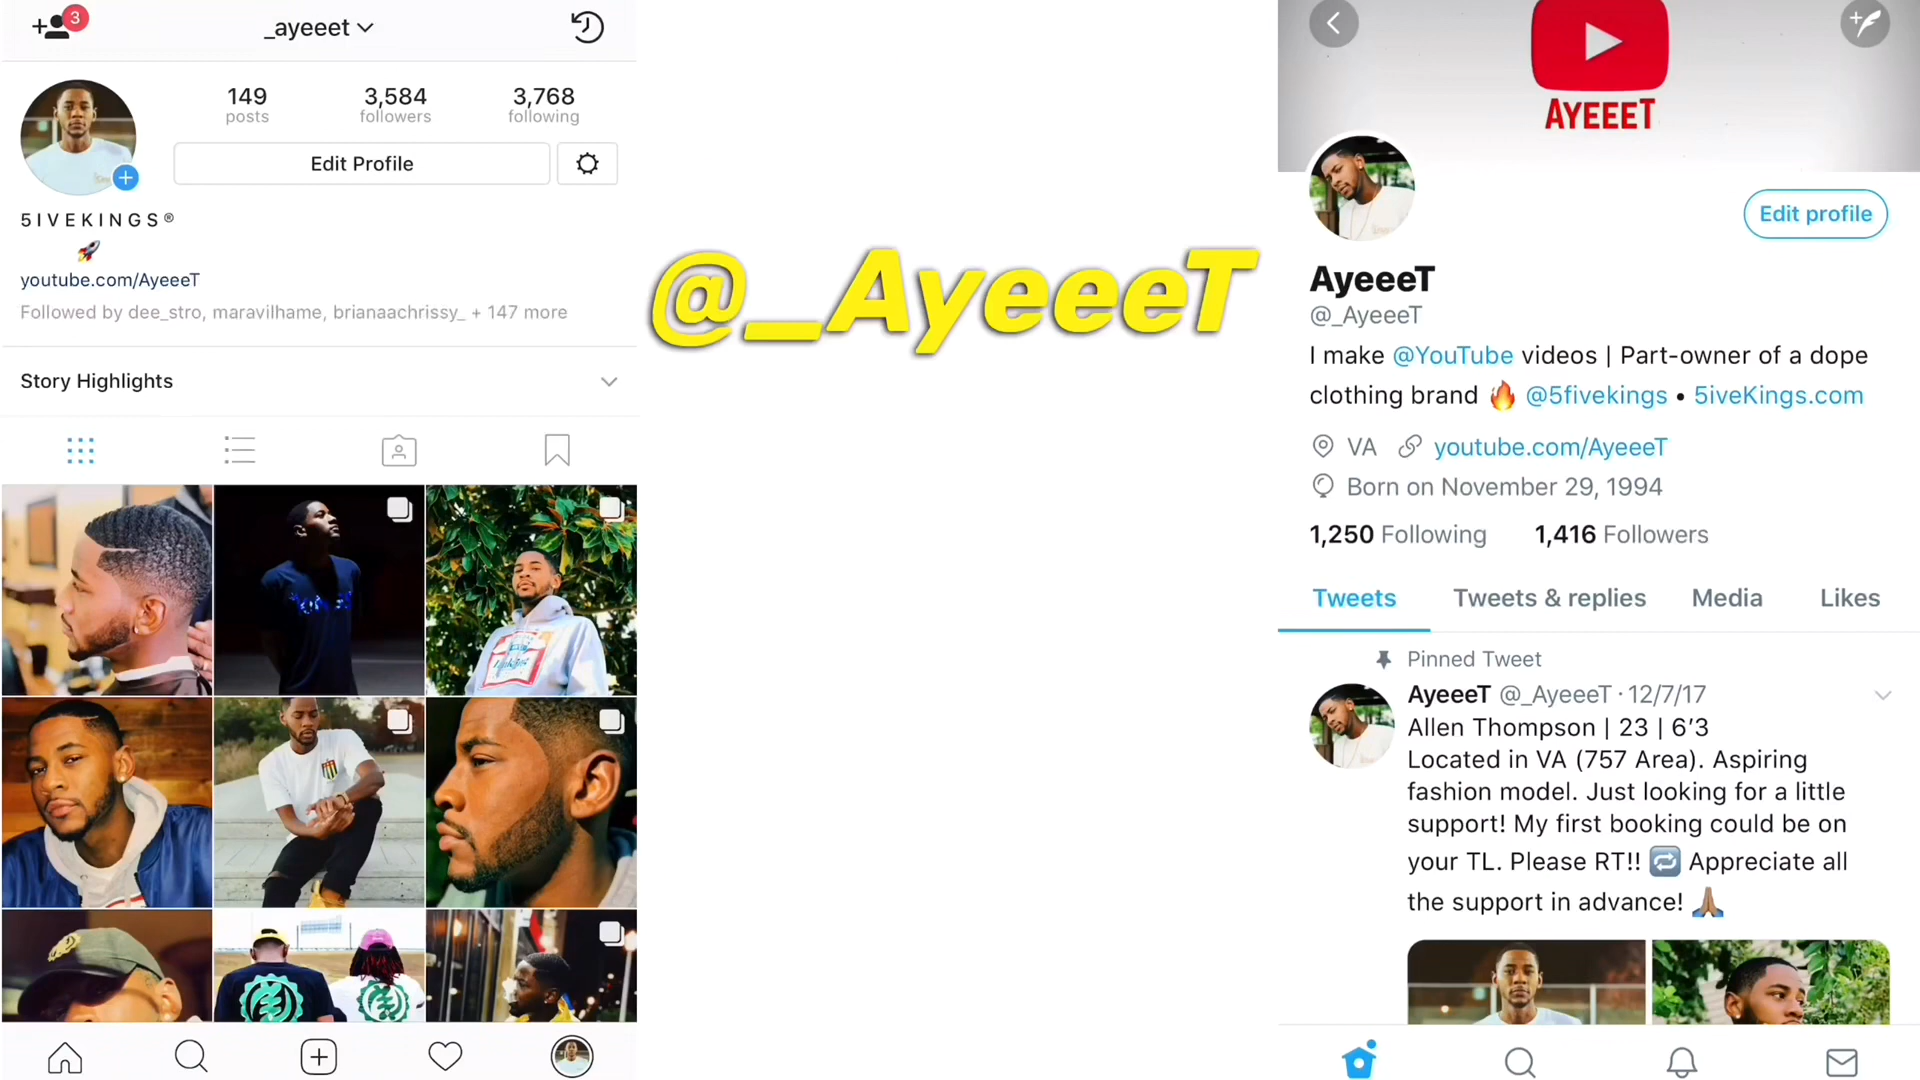 3
_ayeeet
149
posts
3,584
followers
3,768
following
Edit Profile
5IVEKINGS®
🚀
youtube.com/AyeeeT
Followed by dee_stro, maravilhame, brianaachrissy_ + 147 more
Story Highlights
@_AyeeeT
AYEEET
Edit profile
AyeeeT
@_AyeeeT
I make @YouTube videos | Part-owner of a dope
clothing brand 🔥 @5fivekings • 5iveKings.com
VA youtube.com/AyeeeT
Born on November 29, 1994
1,250 Following 1,416 Followers
Tweets Tweets & replies Media Likes
Pinned Tweet
AyeeeT @_AyeeeT · 12/7/17
Allen Thompson | 23 | 6’3
Located in VA (757 Area). Aspiring
fashion model. Just looking for a little
support! My first booking could be on
your TL. Please RT!! 🔁 Appreciate all
the support in advance! 🙏🏽